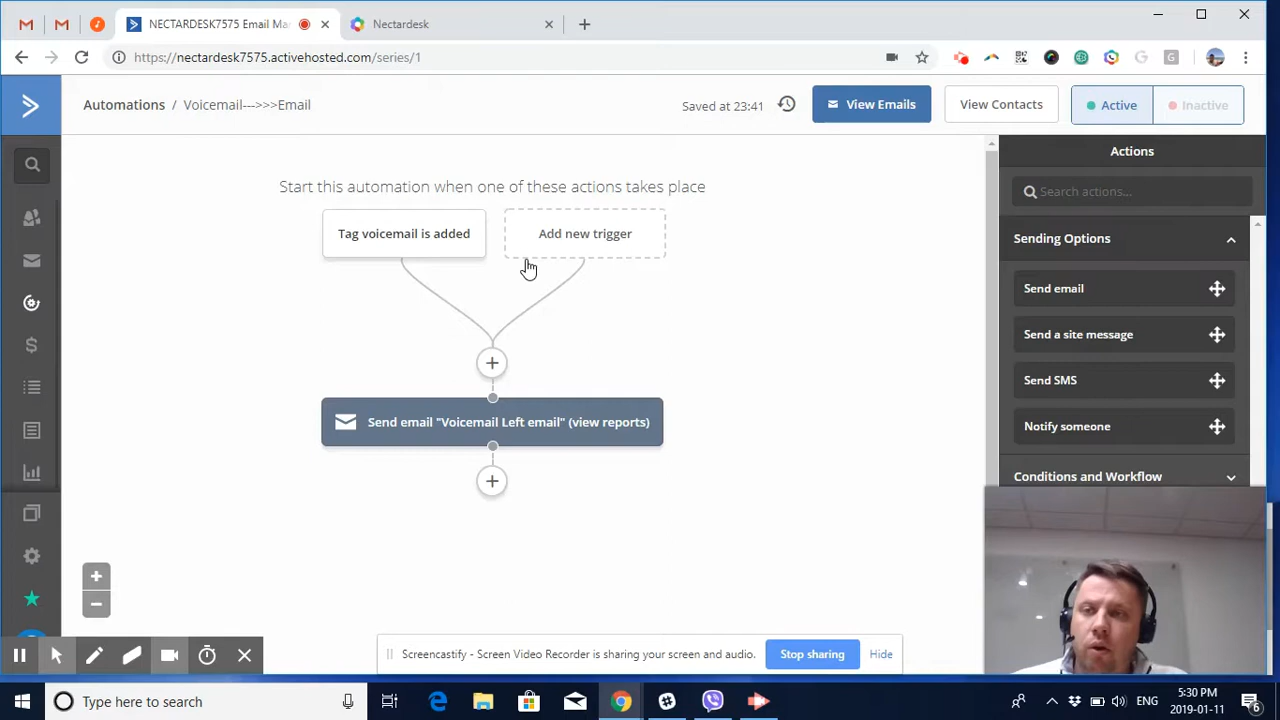 NECTARDESK7575 Email Ma
Nectardesk
https://nectardesk7575.activehosted.com/series/1
Automations / Voicemail--->>>Email
Saved at 23:41
View Emails
View Contacts
Active
Inactive
Start this automation when one of these actions takes place
Tag voicemail is added
Add new trigger
Send email "Voicemail Left email" (view reports)
Actions
Search actions...
Sending Options
Send email
Send a site message
Send SMS
Notify someone
Conditions and Workflow
Screencastify - Screen Video Recorder is sharing your screen and audio.
Stop sharing
Hide
Type here to search
ENG
5:30 PM
2019-01-11
6